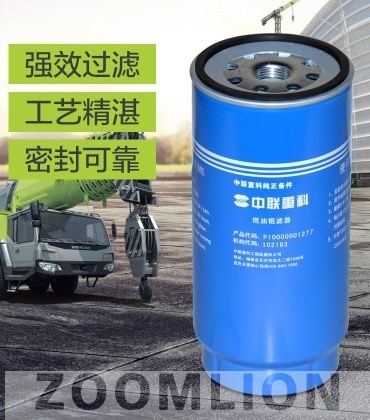 强效过滤
工艺精湛
密封可靠
中联重科纯正备件
中联重科
燃油粗滤器
产品代码: P10000001277
机构代码: 102183
ZOOMLION